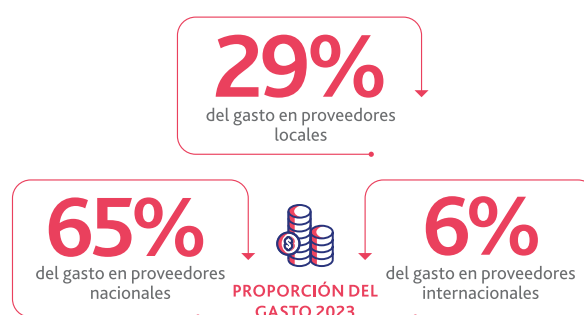 29%
del gasto en proveedores
locales
65%
del gasto en proveedores
nacionales
6%
del gasto en proveedores
internacionales
PROPORCIÓN DEL
GASTO 2023